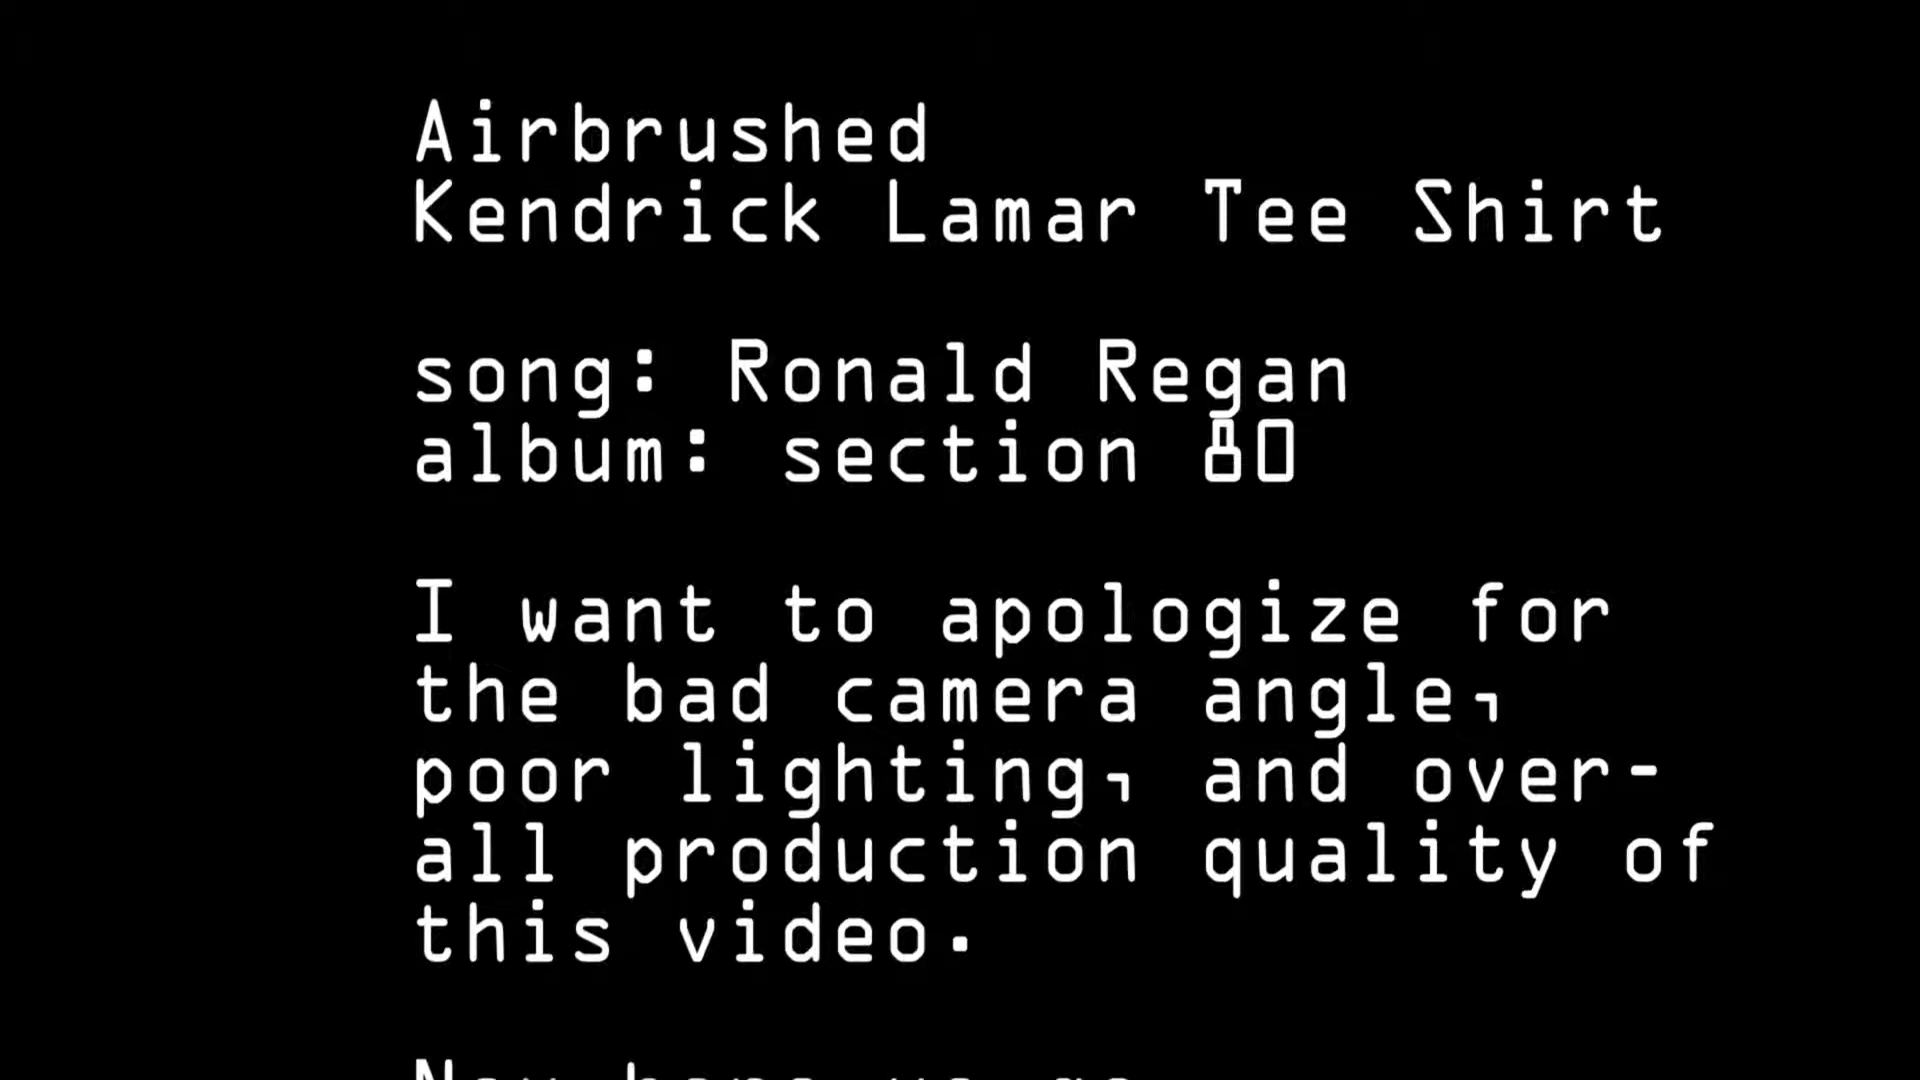 Airbrushed
Kendrick Lamar Tee Shirt
song: Ronald Regan
album: section 80
I want to apologize for
the bad camera angle,
poor lighting, and over-
all production quality of
this video.